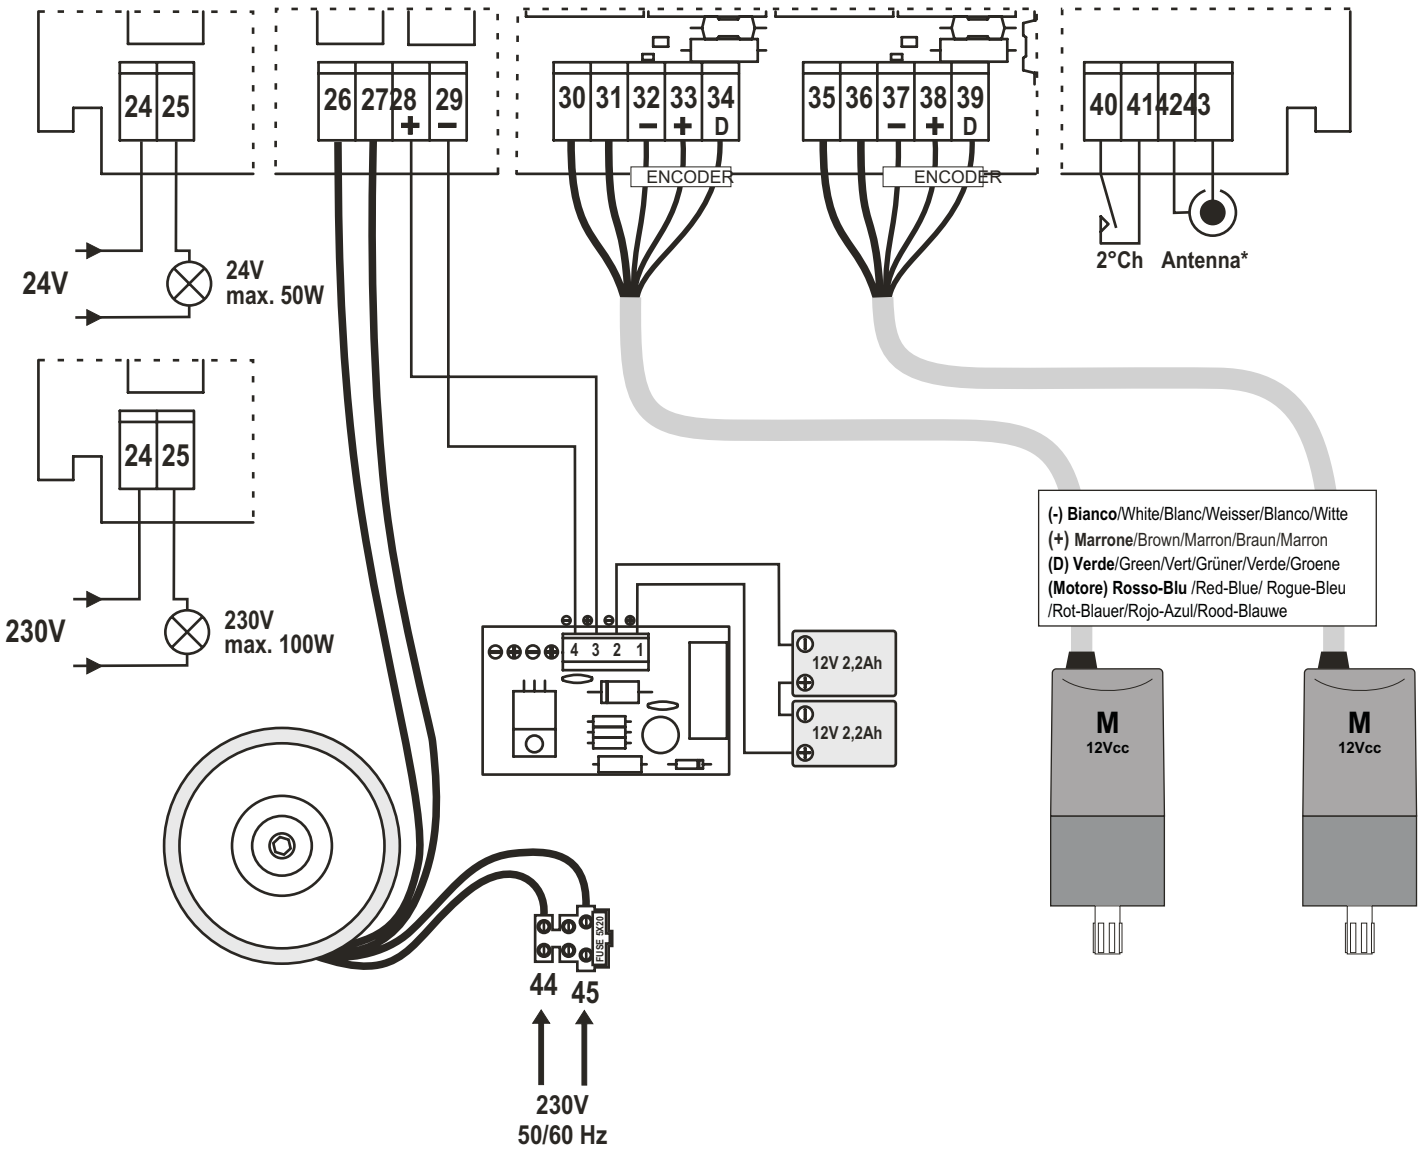 24 25
26 27 28 29
+ −
30 31 32 33 34
− + D
35 36 37 38 39
− + D
40 41 42 43
ENCODER
ENCODER
2°Ch Antenna*
24V
24V
max. 50W
24 25
230V
230V
max. 100W
(-) Bianco/White/Blanc/Weisser/Blanco/Witte
(+) Marrone/Brown/Marron/Braun/Marron
(D) Verde/Green/Vert/Grüner/Verde/Groene
(Motore) Rosso-Blu /Red-Blue/ Rogue-Bleu
/Rot-Blauer/Rojo-Azul/Rood-Blauwe
4 3 2 1
12V 2,2Ah
12V 2,2Ah
M
12Vcc
M
12Vcc
FUSE 5X20
44 45
230V
50/60 Hz